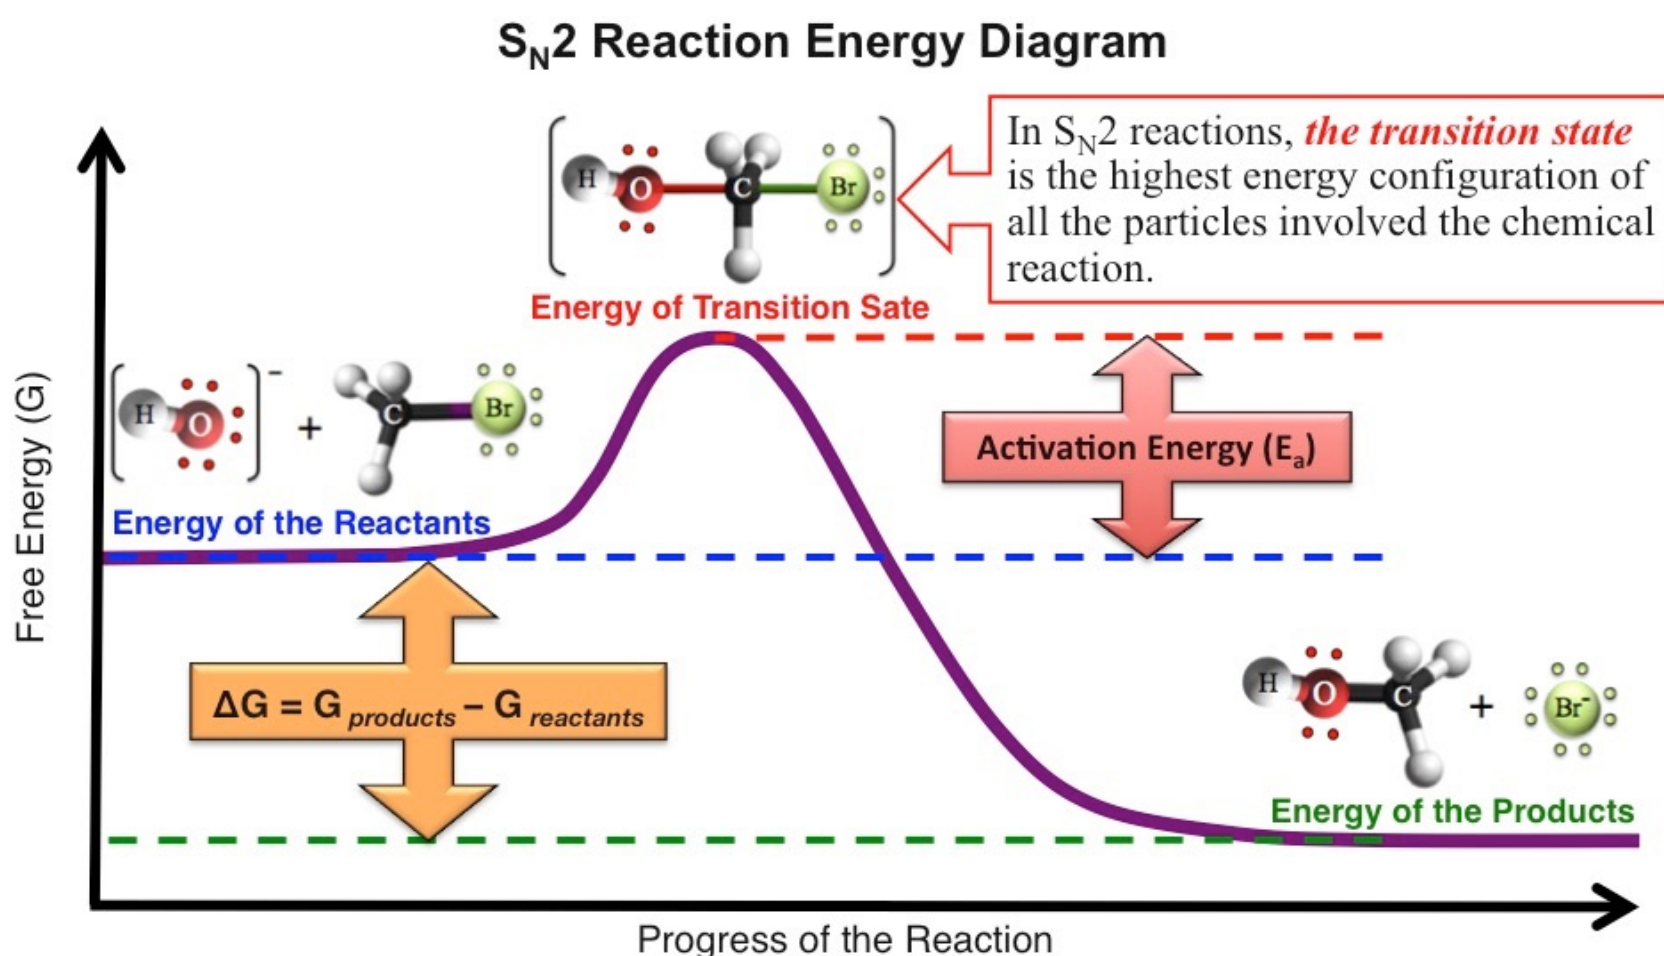 SN2 Reaction Energy Diagram
In SN2 reactions, the transition state
is the highest energy configuration of
all the particles involved the chemical
reaction.
H O C Br
Energy of Transition Sate
H O
−
+
C Br
Energy of the Reactants
Activation Energy (Ea)
ΔG = G products – G reactants
H O C
+
Br-
Energy of the Products
Free Energy (G)
Progress of the Reaction